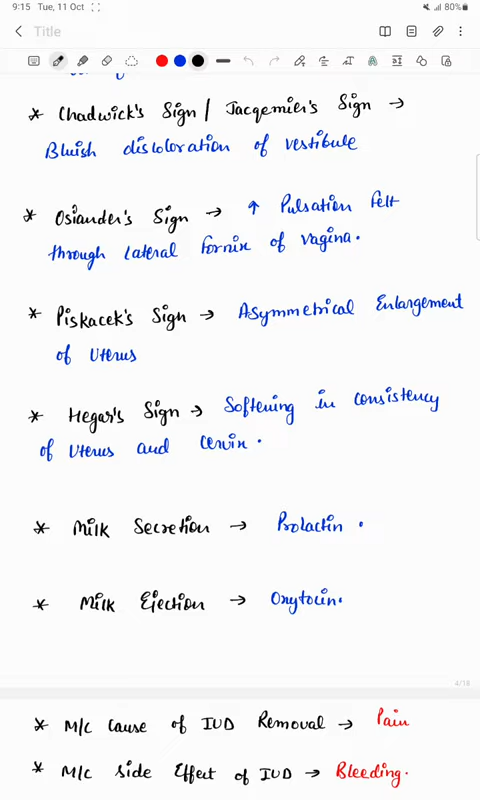 9:15 Tue, 11 Oct 80%
Title
* Chadwick's Sign / Jacqemier's Sign →
Bluish discloration of vestibule
* Osiander's Sign → ↑ Pulsation felt
through Lateral fornix of vagina.
* Piskacek's Sign → Asymmetrical Enlargement
of Uterus
* Hegar's Sign → Softening in consistency
of Uterus and Cervix.
* Milk Secretion → Prolactin.
* Milk Ejection → Oxytocin.
4/18
* M/C Cause of IUD Removal → Pain
* M/C Side Effect of IUD → Bleeding.